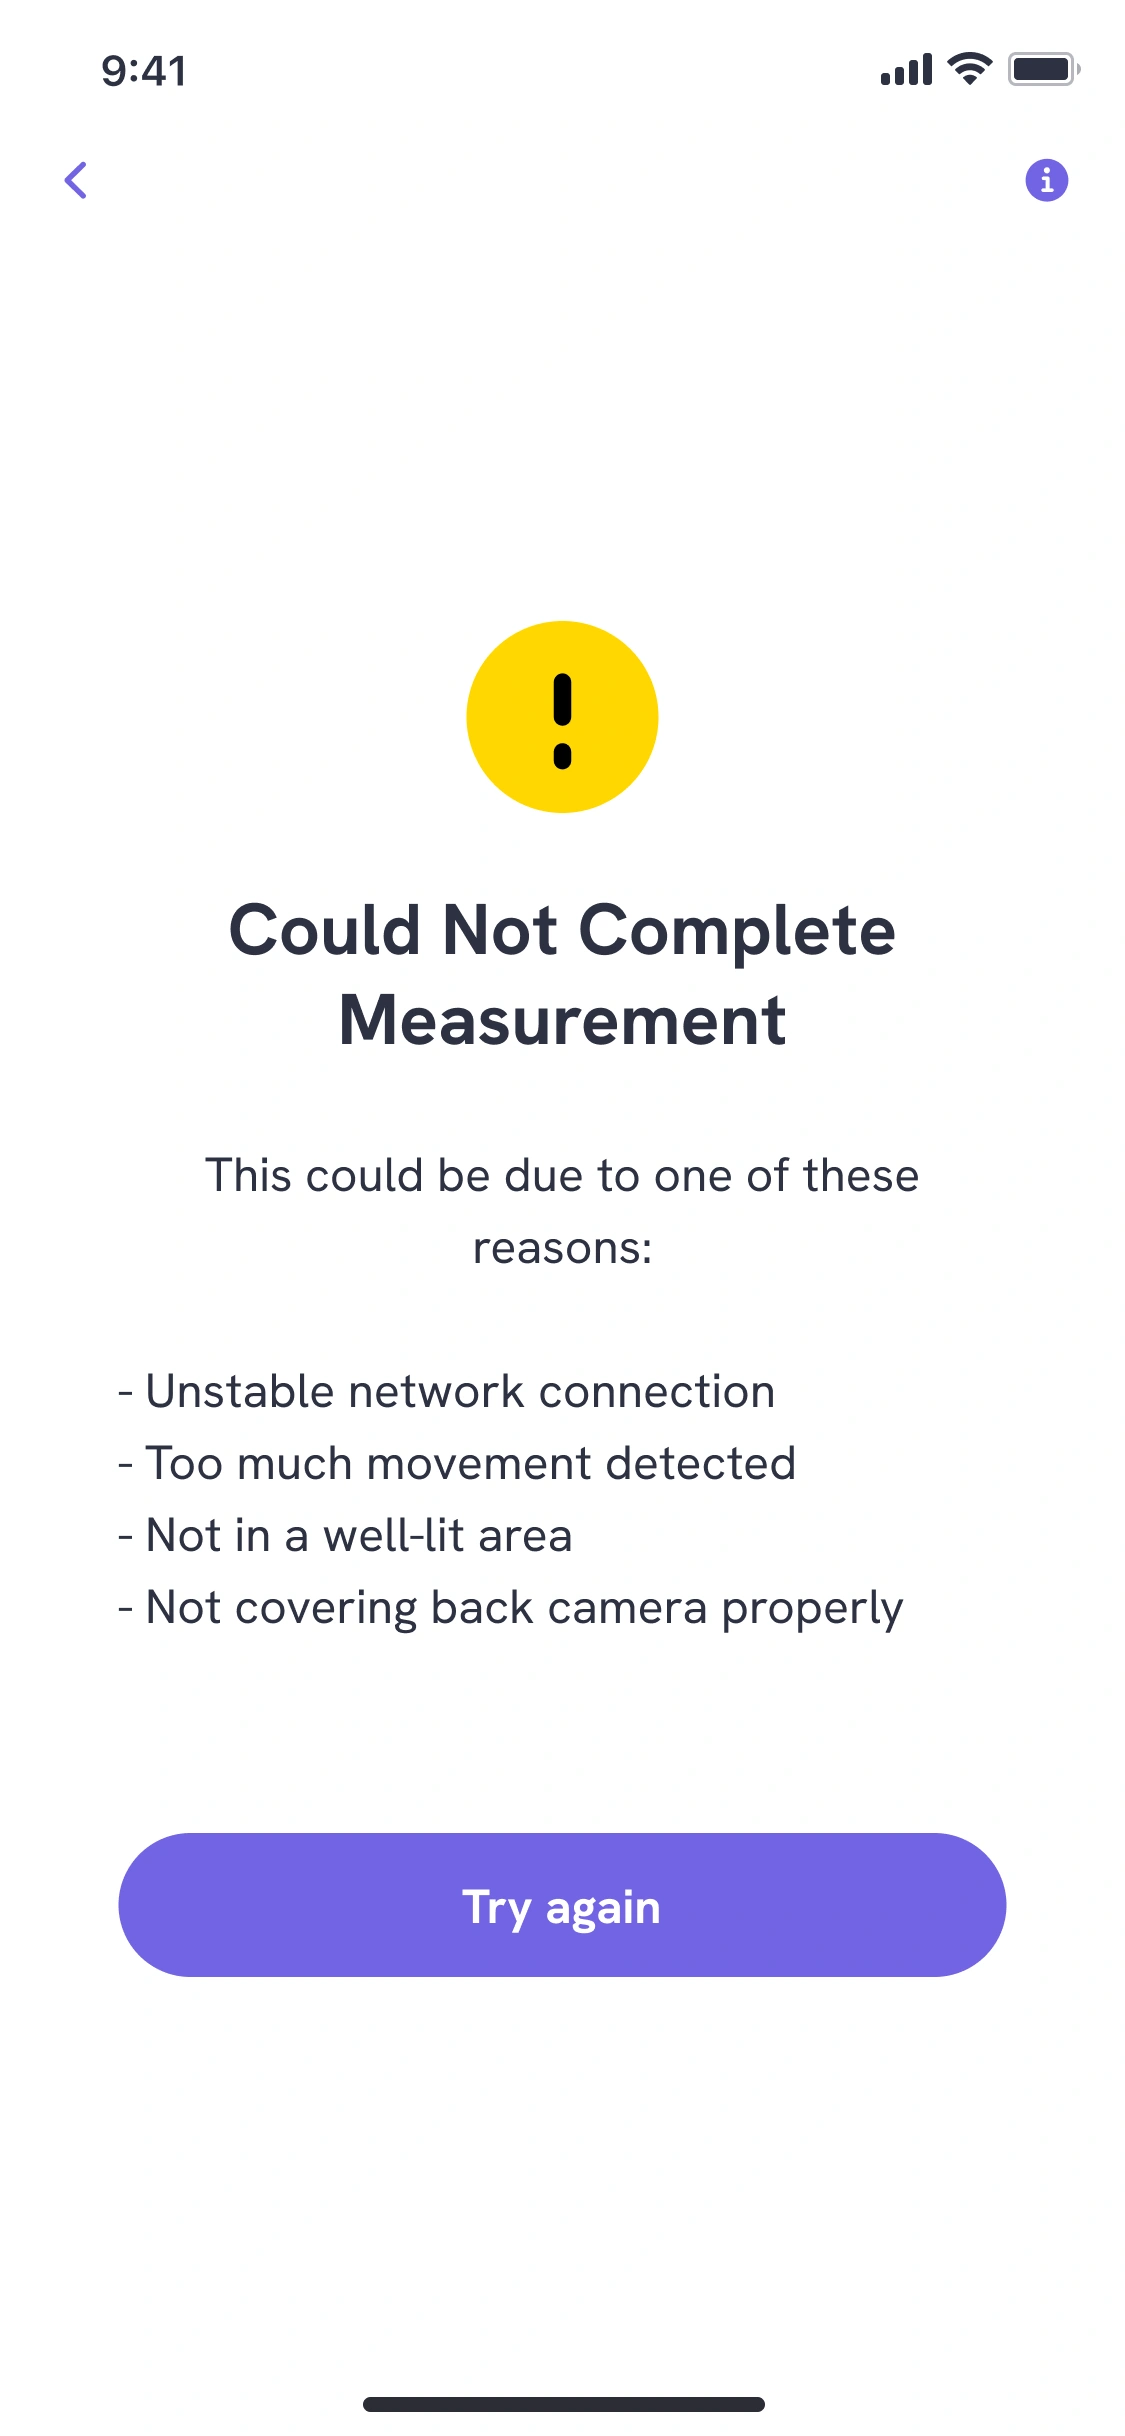 9:41
Could Not Complete
Measurement
This could be due to one of these
reasons:
- Unstable network connection
- Too much movement detected
- Not in a well-lit area
- Not covering back camera properly
Try again